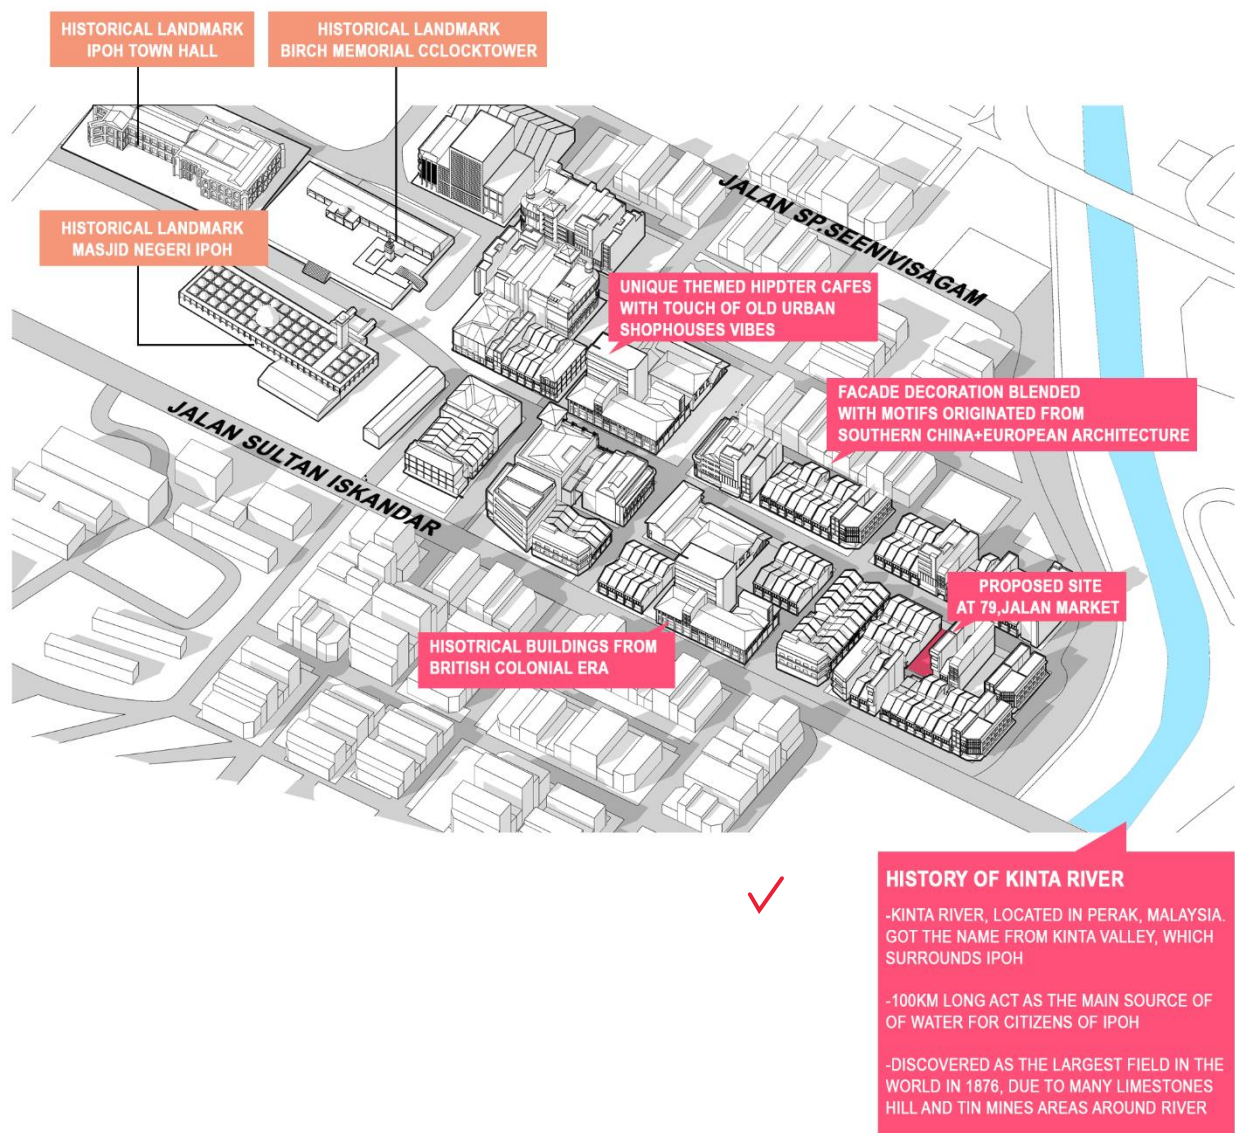 HISTORICAL LANDMARK
IPOH TOWN HALL
HISTORICAL LANDMARK
BIRCH MEMORIAL CCLOCKTOWER
HISTORICAL LANDMARK
MASJID NEGERI IPOH
JALAN SP.SEENIVISAGAM
UNIQUE THEMED HIPDTER CAFES
WITH TOUCH OF OLD URBAN
SHOPHOUSES VIBES
FACADE DECORATION BLENDED
WITH MOTIFS ORIGINATED FROM
SOUTHERN CHINA+EUROPEAN ARCHITECTURE
JALAN SULTAN ISKANDAR
PROPOSED SITE
AT 79,JALAN MARKET
HISOTRICAL BUILDINGS FROM
BRITISH COLONIAL ERA
HISTORY OF KINTA RIVER
-KINTA RIVER, LOCATED IN PERAK, MALAYSIA.
GOT THE NAME FROM KINTA VALLEY, WHICH
SURROUNDS IPOH
-100KM LONG ACT AS THE MAIN SOURCE OF
OF WATER FOR CITIZENS OF IPOH
-DISCOVERED AS THE LARGEST FIELD IN THE
WORLD IN 1876, DUE TO MANY LIMESTONES
HILL AND TIN MINES AREAS AROUND RIVER